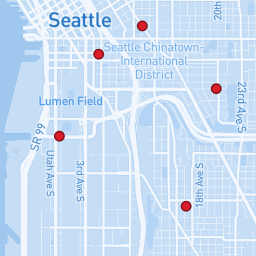 Seattle
20th
Seattle Chinatown-
International
District
23rd Ave S
Lumen Field
SR 99
Utah Ave S
3rd Ave S
18th Ave S